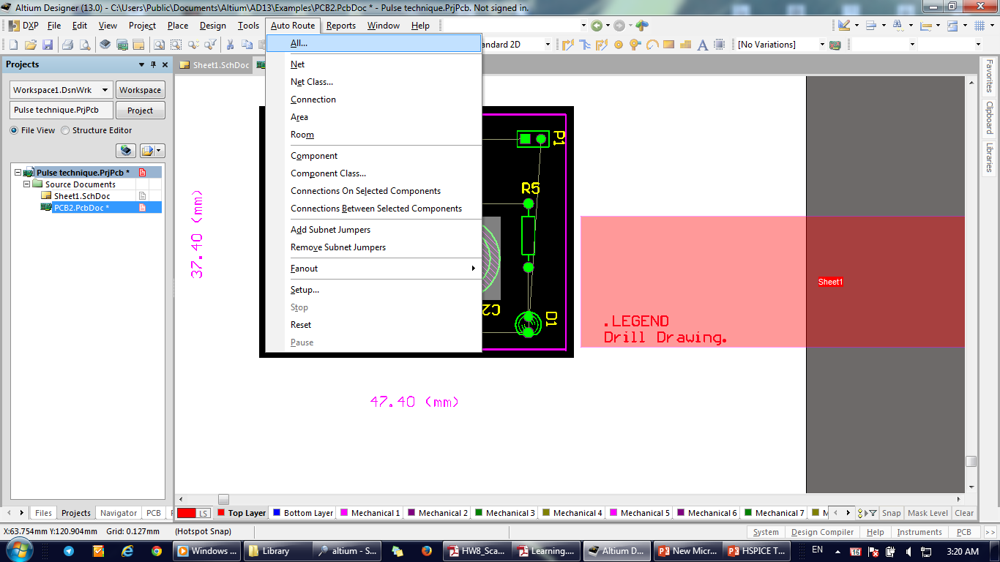 Altium Designer (13.0) - C:\Users\Public\Documents\Altium\AD13\Examples\PCB2.PcbDoc * - Pulse technique.PrjPcb. Not signed in.
DXP File Edit View Project Place Design Tools Auto Route Reports Window Help
andard 2D [No Variations]
Projects
Sheet1.SchDoc
Workspace1.DsnWrk Workspace
Pulse technique.PrjPcb Project
File View Structure Editor
Pulse technique.PrjPcb *
Source Documents
Sheet1.SchDoc
PCB2.PcbDoc *
All...
Net
Net Class...
Connection
Area
Room
Component
Component Class...
Connections On Selected Components
Connections Between Selected Components
Add Subnet Jumpers
Remove Subnet Jumpers
Fanout
Setup...
Stop
Reset
Pause
37.40 (mm)
P1
R5
C2
D1
47.40 (mm)
.LEGEND
Drill Drawing.
Sheet1
Favorites
Clipboard
Libraries
Files Projects Navigator PCB
LS Top Layer Bottom Layer Mechanical 1 Mechanical 2 Mechanical 3 Mechanical 4 Mechanical 5 Mechanical 6 Mechanical 7 M Snap Mask Level Clear
X:63.754mm Y:120.904mm Grid: 0.127mm (Hotspot Snap) System Design Compiler Help Instruments PCB >>
Windows ... Library altium - S... HW8_Sca... Learning.... Altium D... New Micr... HSPICE T... EN 16 3:20 AM